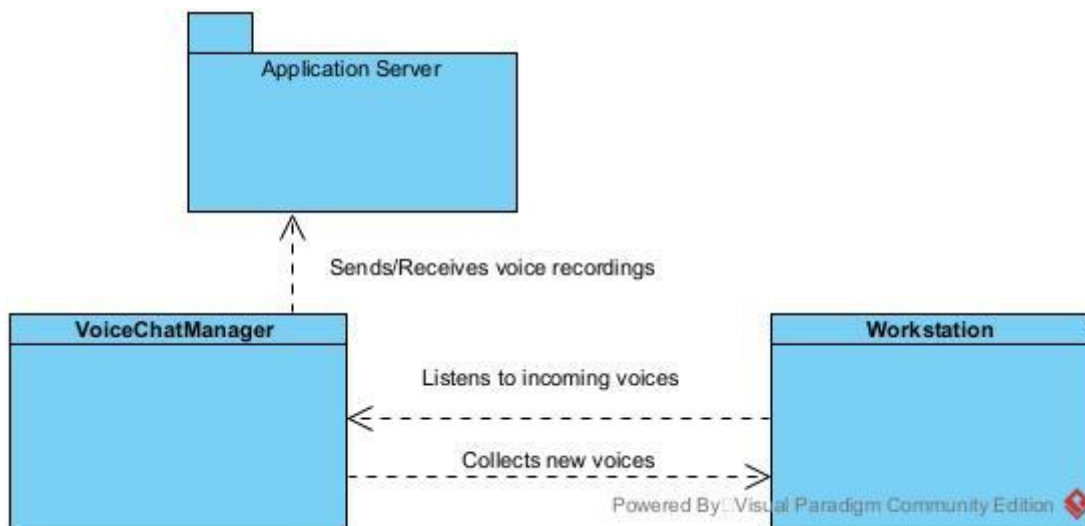 Application Server
Sends/Receives voice recordings
VoiceChatManager
Workstation
Listens to incoming voices
Collects new voices
Powered By Visual Paradigm Community Edition